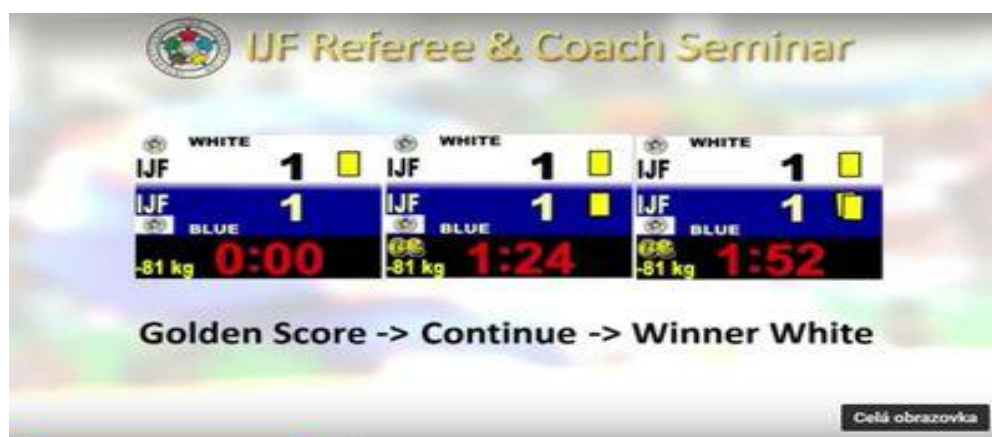 IJF Referee & Coach Seminar
WHITE
IJF 1
IJF 1
BLUE
-81 kg 0:00
WHITE
IJF 1
IJF 1
BLUE
GS
-81 kg 1:24
WHITE
IJF 1
IJF 1
BLUE
GS
-81 kg 1:52
Golden Score -> Continue -> Winner White
Celá obrazovka